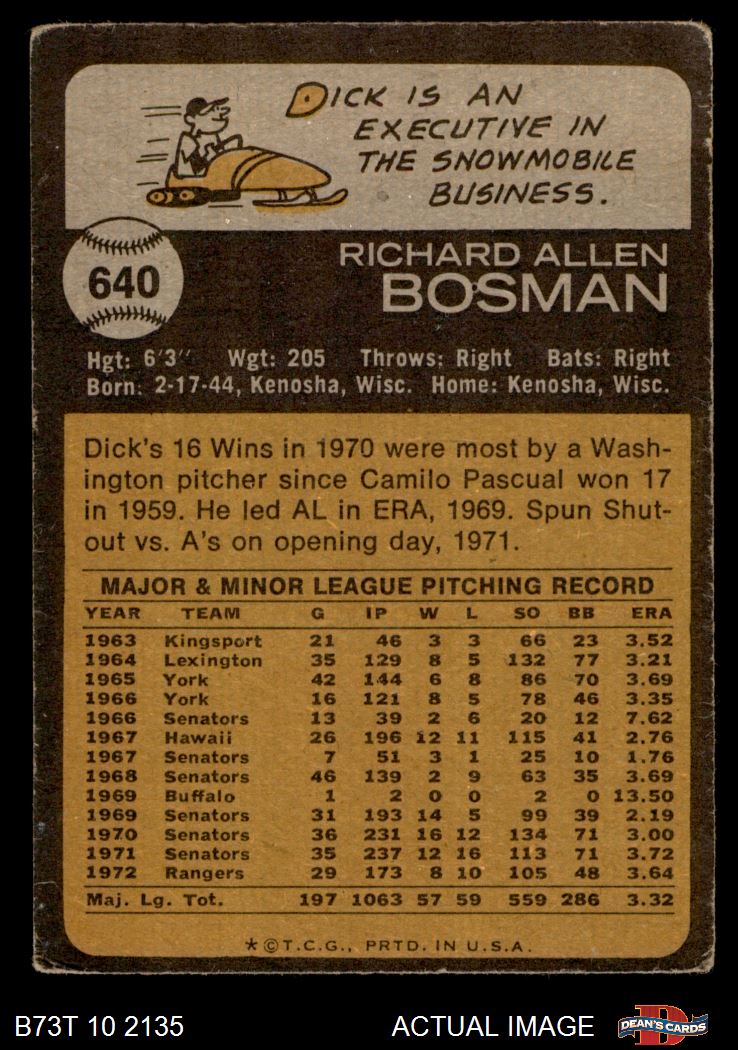 DICK IS AN
EXECUTIVE IN
THE SNOWMOBILE
BUSINESS.
640
RICHARD ALLEN
BOSMAN
Hgt: 6'3" Wgt: 205 Throws: Right Bats: Right
Born: 2-17-44, Kenosha, Wisc. Home: Kenosha, Wisc.
Dick's 16 Wins in 1970 were most by a Wash-
ington pitcher since Camilo Pascual won 17
in 1959. He led AL in ERA, 1969. Spun Shut-
out vs. A's on opening day, 1971.
MAJOR & MINOR LEAGUE PITCHING RECORD
YEAR TEAM G IP W L SO BB ERA
1963 Kingsport 21 46 3 3 66 23 3.52
1964 Lexington 35 129 8 5 132 77 3.21
1965 York 42 144 6 8 86 70 3.69
1966 York 16 121 8 5 78 46 3.35
1966 Senators 13 39 2 6 20 12 7.62
1967 Hawaii 26 196 12 11 115 41 2.76
1967 Senators 7 51 3 1 25 10 1.76
1968 Senators 46 139 2 9 63 35 3.69
1969 Buffalo 1 2 0 0 2 0 13.50
1969 Senators 31 193 14 5 99 39 2.19
1970 Senators 36 231 16 12 134 71 3.00
1971 Senators 35 237 12 16 113 71 3.72
1972 Rangers 29 173 8 10 105 48 3.64
Maj. Lg. Tot. 197 1063 57 59 559 286 3.32
*©T.C.G., PRTD. IN U.S.A.
B73T 10 2135 ACTUAL IMAGE D DEAN'S CARDS